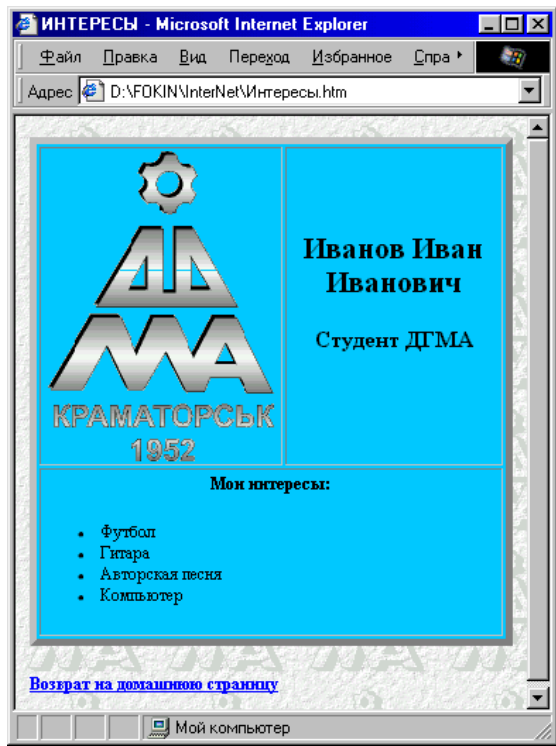 ИНТЕРЕСЫ - Microsoft Internet Explorer
Файл Правка Вид Переход Избранное Спра
Адрес D:\FOKIN\InterNet\Интересы.htm
ДГМА
КРАМАТОРСЬК
1952
Иванов Иван
Иванович
Студент ДГМА
Мои интересы:
Футбол
Гитара
Авторская песня
Компьютер
Возврат на домашнюю страницу
Мой компьютер